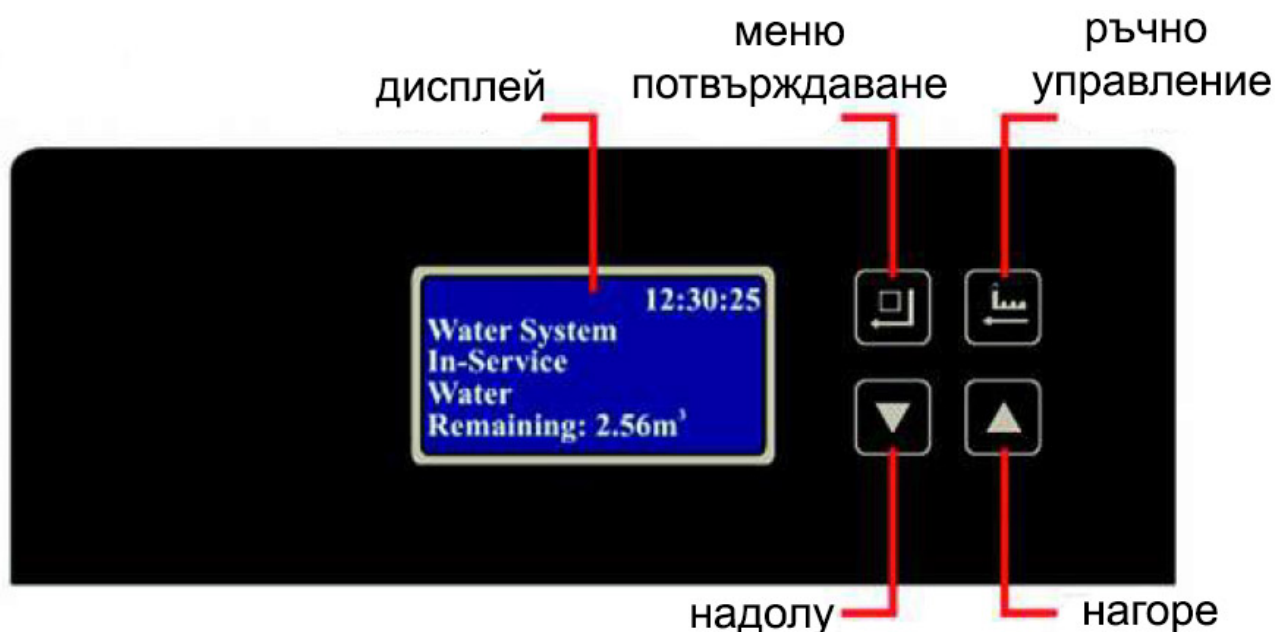 меню
потвърждаване
ръчно
управление
дисплей
12:30:25
Water System
In-Service
Water
Remaining: 2.56m³
надолу
нагоре